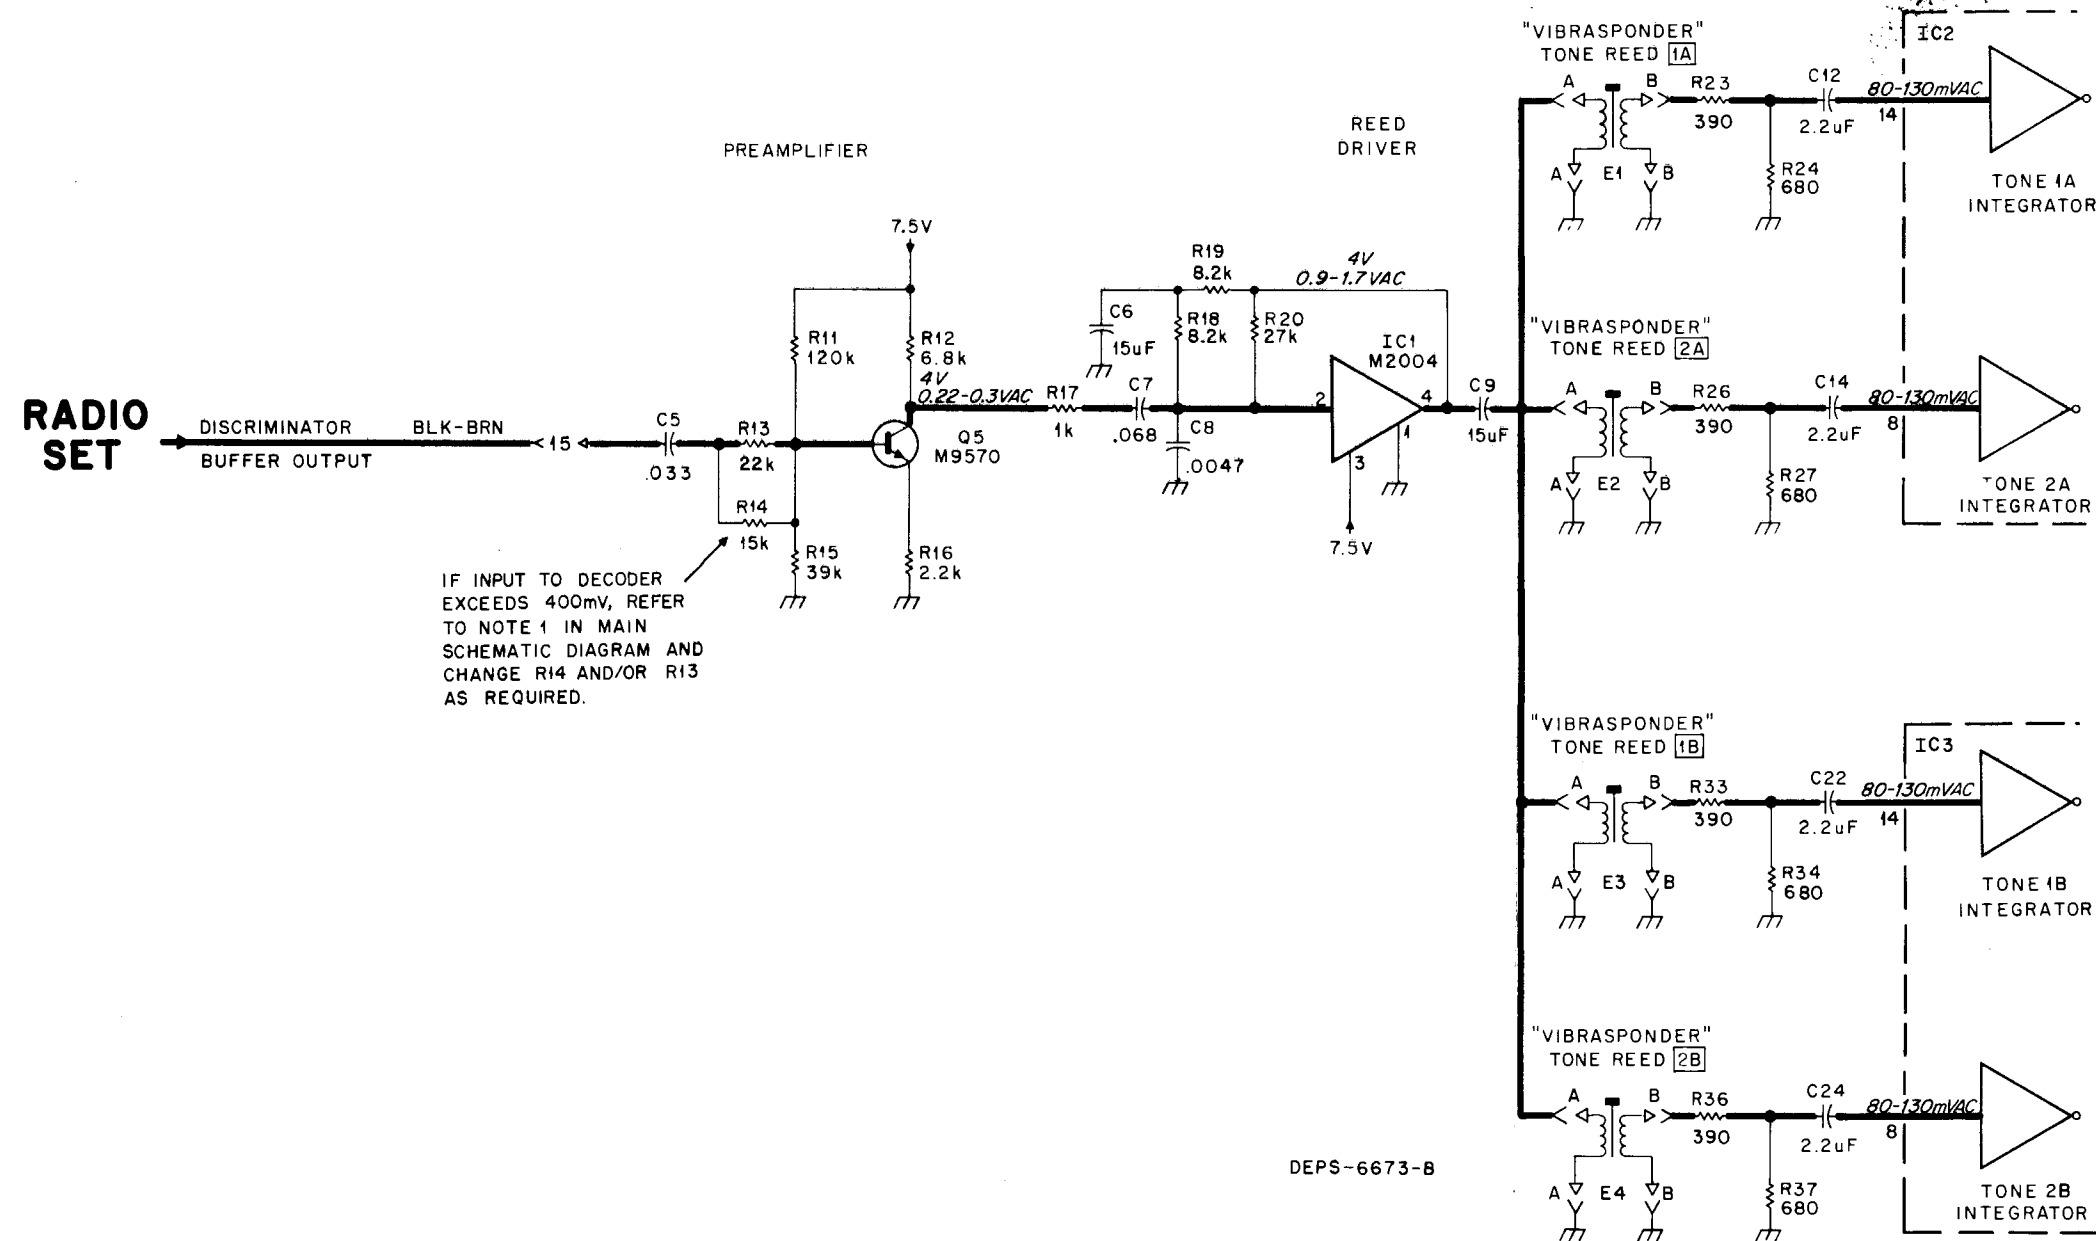 "VIBRASPONDER"
TONE REED 1A
A
B
R23
390
C12
2.2uF
80-130mVAC
14
IC2
A
E1
B
R24
680
TONE 1A
INTEGRATOR
PREAMPLIFIER
REED
DRIVER
7.5V
R11
120k
R12
6.8k
4V
0.22-0.3VAC
R19
8.2k
4V
0.9-1.7VAC
C6
15uF
R18
8.2k
R20
27k
IC1
M2004
"VIBRASPONDER"
TONE REED 2A
A
B
R26
390
C14
2.2uF
80-130mVAC
8
A
E2
B
R27
680
TONE 2A
INTEGRATOR
RADIO
SET
DISCRIMINATOR
BUFFER OUTPUT
BLK-BRN
15
C5
.033
R13
22k
Q5
M9570
R17
1k
C7
.068
C8
.0047
2
4
1
3
C9
15uF
7.5V
R14
15k
R15
39k
R16
2.2k
IF INPUT TO DECODER
EXCEEDS 400mV, REFER
TO NOTE 1 IN MAIN
SCHEMATIC DIAGRAM AND
CHANGE R14 AND/OR R13
AS REQUIRED.
"VIBRASPONDER"
TONE REED 1B
A
B
R33
390
C22
2.2uF
80-130mVAC
14
IC3
A
E3
B
R34
680
TONE 1B
INTEGRATOR
"VIBRASPONDER"
TONE REED 2B
A
B
R36
390
C24
2.2uF
80-130mVAC
8
A
E4
B
R37
680
TONE 2B
INTEGRATOR
DEPS-6673-B